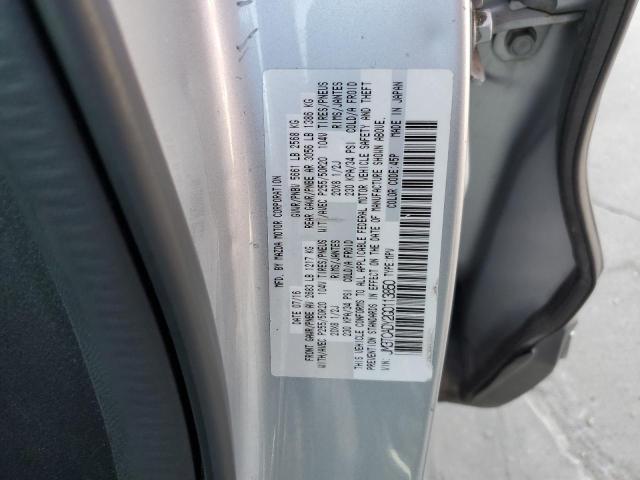 MFD. BY MAZDA MOTOR CORPORATION
DATE: 07/16 GWVR/PNBV 5661 LB 2568 KG
FRONT GAWR/PNBE AV 2683 LB 1217 KG REAR GAWR/PNBE AR 3056 LB 1386 KG
WITH/AVEC P255/50R20 104V TIRES/PNEUS WITH/AVEC P255/50R20 104V TIRES/PNEUS
20X8 1/2J RIMS/JANTES 20X8 1/2J RIMS/JANTES
230 KPA/34 PSI COLD/A FROID 230 KPA/34 PSI COLD/A FROID
THIS VEHICLE CONFORMS TO ALL APPLICABLE FEDERAL MOTOR VEHICLE SAFETY AND THEFT
PREVENTION STANDARDS IN EFFECT ON THE DATE OF MANUFACTURE SHOWN ABOVE.
VIN: TYPE: MPV COLOR CODE: 45P MADE IN JAPAN